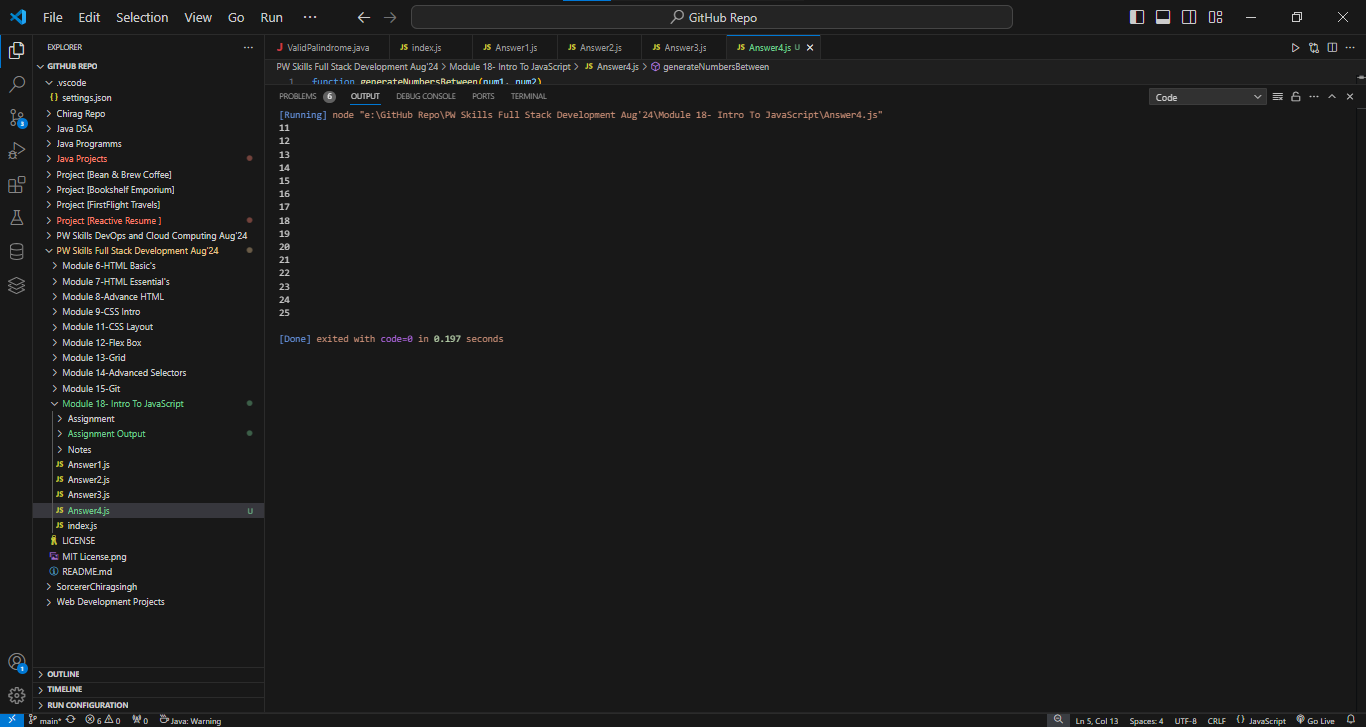 File Edit Selection View Go Run ···
GitHub Repo
EXPLORER ···
GITHUB REPO
.vscode
{} settings.json
Chirag Repo
Java DSA
Java Programms
Java Projects
Project [Bean & Brew Coffee]
Project [Bookshelf Emporium]
Project [FirstFlight Travels]
Project [Reactive Resume ]
PW Skills DevOps and Cloud Computing Aug'24
PW Skills Full Stack Development Aug'24
Module 6-HTML Basic's
Module 7-HTML Essential's
Module 8-Advance HTML
Module 9-CSS Intro
Module 11-CSS Layout
Module 12-Flex Box
Module 13-Grid
Module 14-Advanced Selectors
Module 15-Git
Module 18- Intro To JavaScript
Assignment
Assignment Output
Notes
JS Answer1.js
JS Answer2.js
JS Answer3.js
JS Answer4.js U
JS index.js
LICENSE
MIT License.png
README.md
SorcererChiragsingh
Web Development Projects
OUTLINE
TIMELINE
RUN CONFIGURATION
3
1
J ValidPalindrome.java JS index.js JS Answer1.js JS Answer2.js JS Answer3.js JS Answer4.js U
PW Skills Full Stack Development Aug'24 > Module 18- Intro To JavaScript > JS Answer4.js > generateNumbersBetween
1 function generateNumbersBetween(num1, num2)
PROBLEMS 6 OUTPUT DEBUG CONSOLE PORTS TERMINAL
Code
[Running] node "e:\GitHub Repo\PW Skills Full Stack Development Aug'24\Module 18- Intro To JavaScript\Answer4.js"
11
12
13
14
15
16
17
18
19
20
21
22
23
24
25
[Done] exited with code=0 in 0.197 seconds
main* 6 0 0 Java: Warning
Ln 5, Col 13 Spaces: 4 UTF-8 CRLF {} JavaScript Go Live